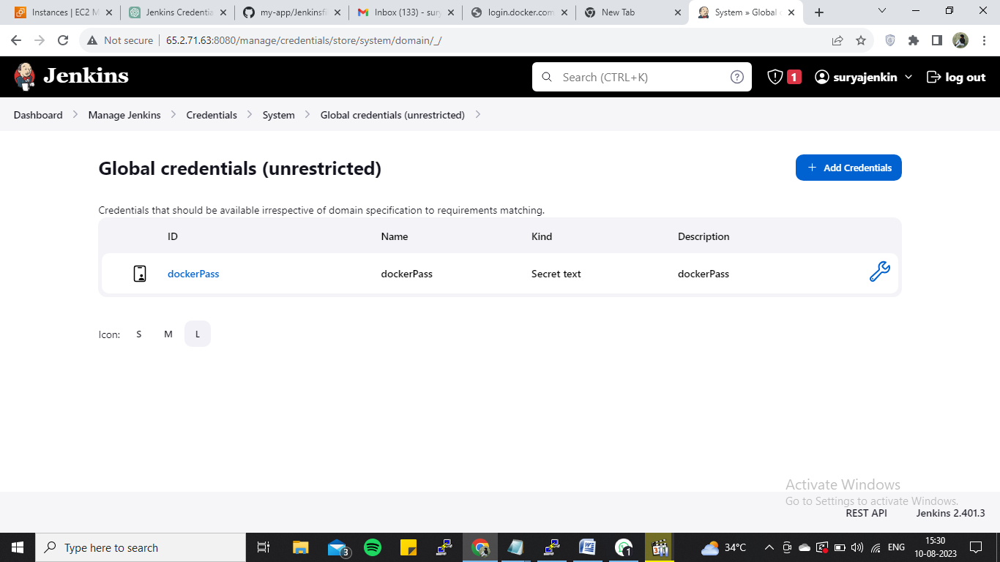 Instances | EC2 M
Jenkins Credentia
my-app/Jenkinsfi
Inbox (133) - sur
login.docker.com
New Tab
System » Global c
Not secure
65.2.71.63:8080/manage/credentials/store/system/domain/_/
Jenkins
Search (CTRL+K)
1
suryajenkin
log out
Dashboard
Manage Jenkins
Credentials
System
Global credentials (unrestricted)
Global credentials (unrestricted)
Add Credentials
Credentials that should be available irrespective of domain specification to requirements matching.
ID Name Kind Description
dockerPass dockerPass Secret text dockerPass
Icon: S M L
Activate Windows
Go to Settings to activate Windows.
REST API Jenkins 2.401.3
Type here to search
3
1
34°C
ENG
15:30
10-08-2023